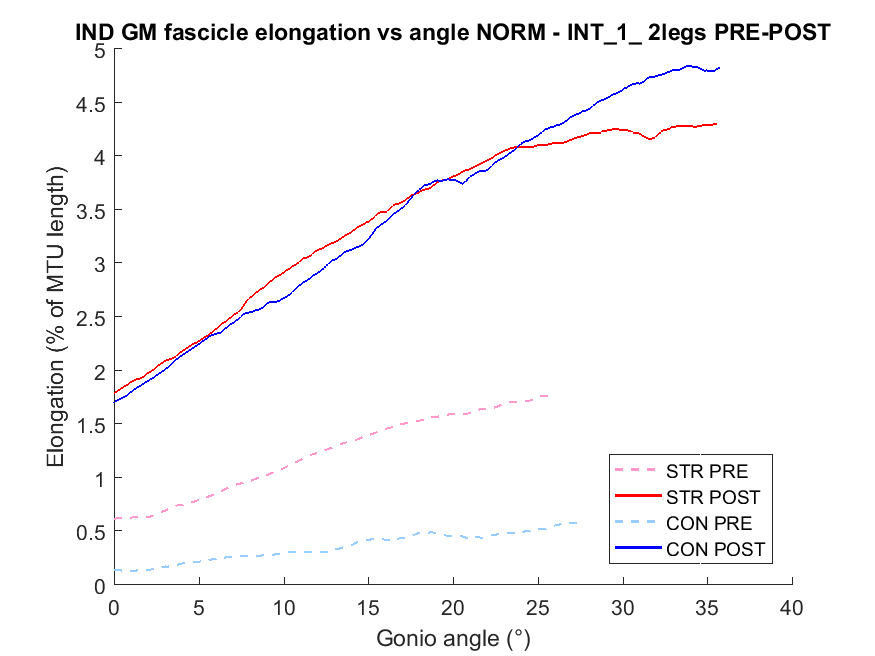 IND GM fascicle elongation vs angle NORM - INT_1_ 2legs PRE-POST
Elongation (% of MTU length)
5
4.5
4
3.5
3
2.5
2
1.5
1
0.5
0
STR PRE
STR POST
CON PRE
CON POST
0 5 10 15 20 25 30 35 40
Gonio angle (°)